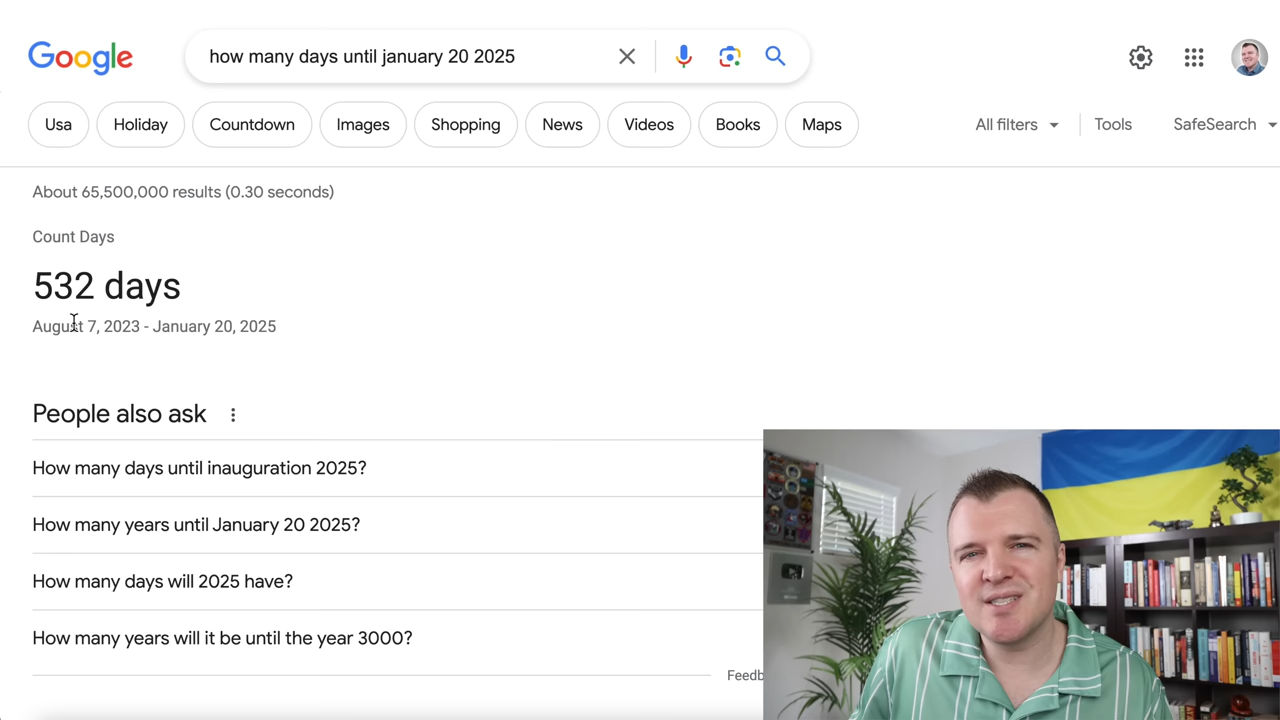 Google
how many days until january 20 2025
Usa
Holiday
Countdown
Images
Shopping
News
Videos
Books
Maps
All filters
Tools
SafeSearch
About 65,500,000 results (0.30 seconds)
Count Days
532 days
August 7, 2023 - January 20, 2025
People also ask
How many days until inauguration 2025?
How many years until January 20 2025?
How many days will 2025 have?
How many years will it be until the year 3000?
Feedb